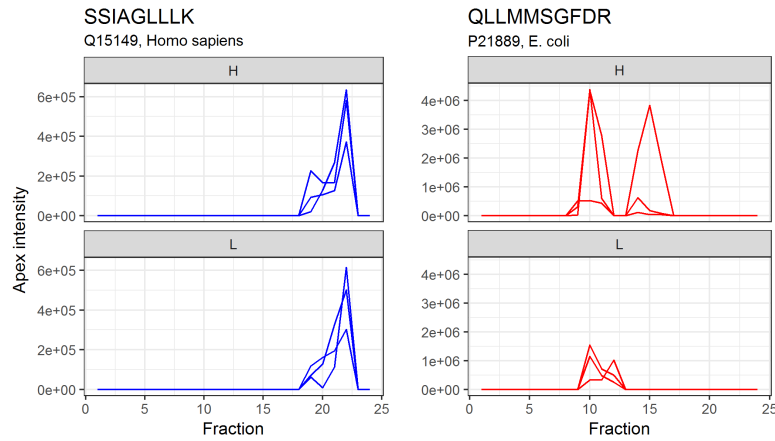 SSIAGLLLK
Q15149, Homo sapiens
H
6e+05
4e+05
2e+05
0e+00
L
6e+05
4e+05
2e+05
0e+00
0 5 10 15 20 25
Fraction
Apex intensity
QLLMMSGFDR
P21889, E. coli
H
4e+06
3e+06
2e+06
1e+06
0e+00
L
4e+06
3e+06
2e+06
1e+06
0e+00
0 5 10 15 20 25
Fraction